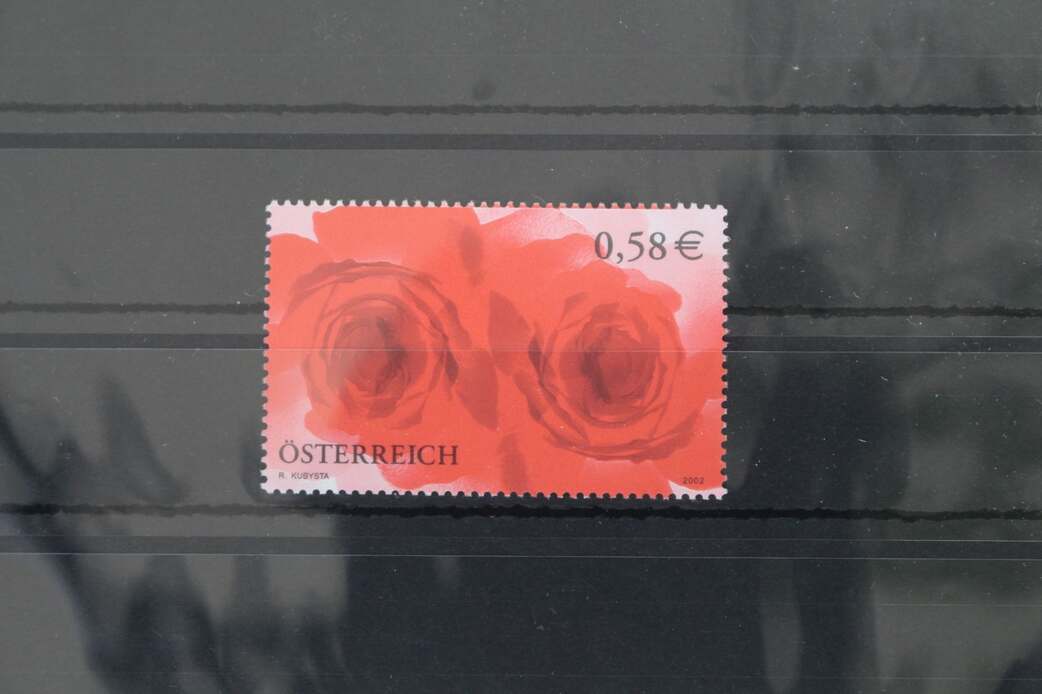 0,58 €
ÖSTERREICH
R. KUBYSTA
2002